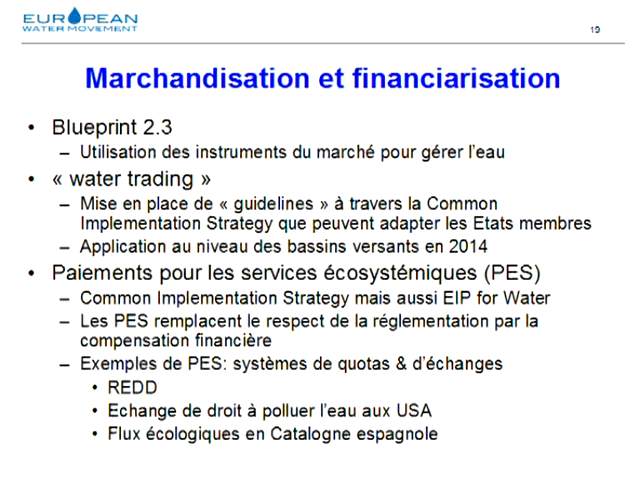 EUROPEAN
WATER MOVEMENT
19
Marchandisation et financiarisation
• Blueprint 2.3
– Utilisation des instruments du marché pour gérer l'eau
• « water trading »
– Mise en place de « guidelines » à travers la Common
Implementation Strategy que peuvent adapter les Etats membres
– Application au niveau des bassins versants en 2014
• Paiements pour les services écosystémiques (PES)
– Common Implementation Strategy mais aussi EIP for Water
– Les PES remplacent le respect de la réglementation par la
compensation financière
– Exemples de PES: systèmes de quotas & d'échanges
• REDD
• Echange de droit à polluer l'eau aux USA
• Flux écologiques en Catalogne espagnole